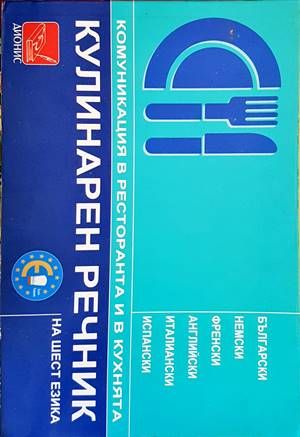 ДИОНИС
КОМУНИКАЦИЯ В РЕСТОРАНТА И В КУХНЯТА
КУЛИНАРЕН РЕЧНИК
НА ШЕСТ ЕЗИКА
БЪЛГАРСКИ
НЕМСКИ
ФРЕНСКИ
АНГЛИЙСКИ
ИТАЛИАНСКИ
ИСПАНСКИ